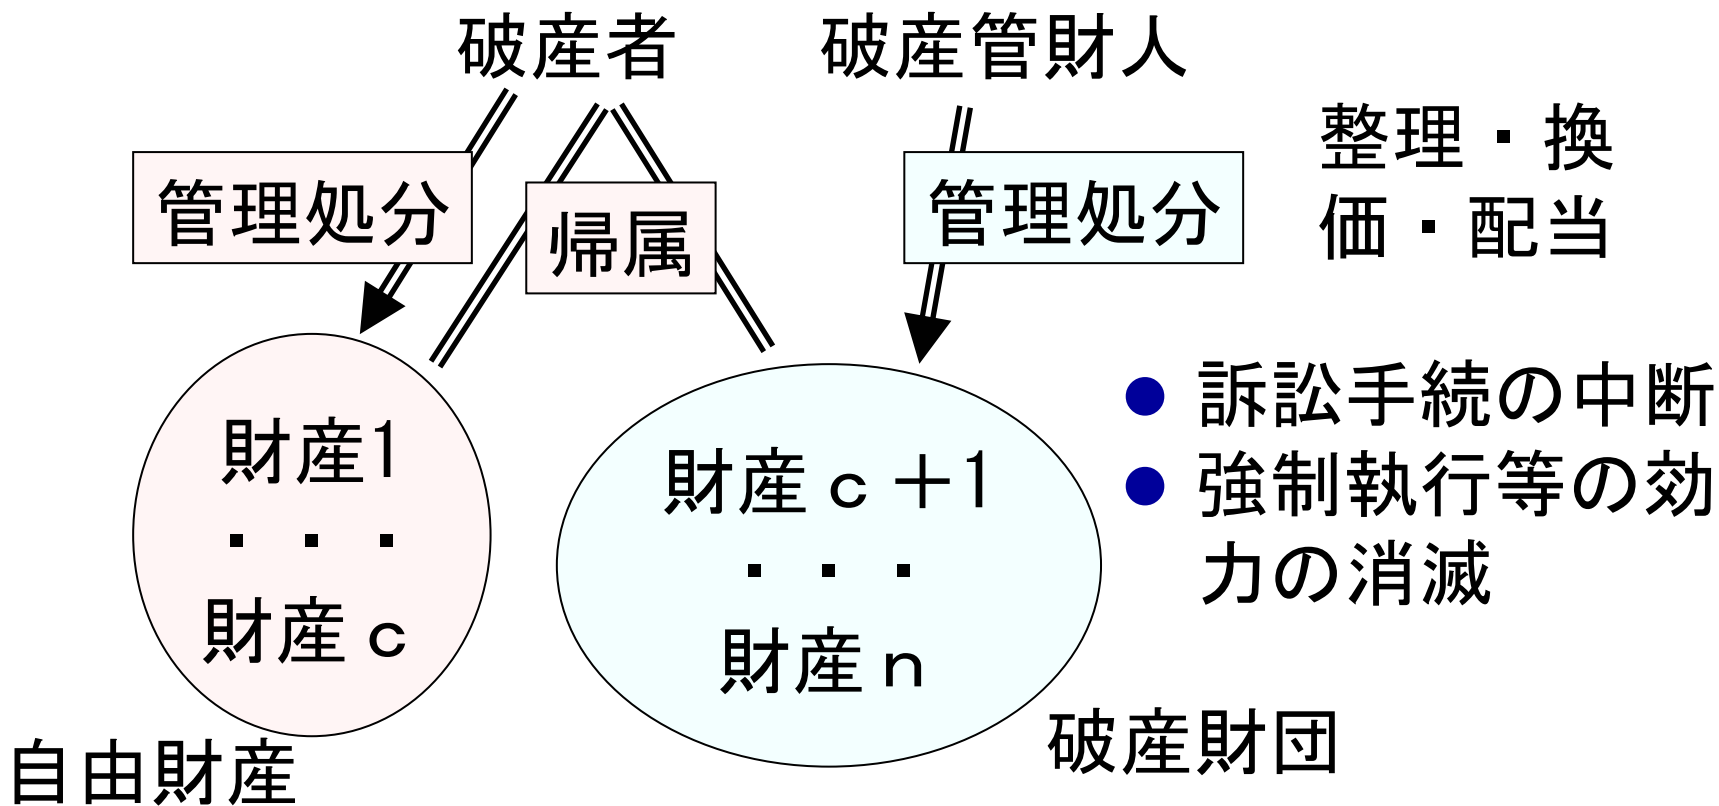 破産者
破産管財人
整理・換
価・配当
管理処分
帰属
管理処分
財産1
・・・
財産c
財産c+1
・・・
財産n
● 訴訟手続の中断
● 強制執行等の効
力の消滅
自由財産
破産財団